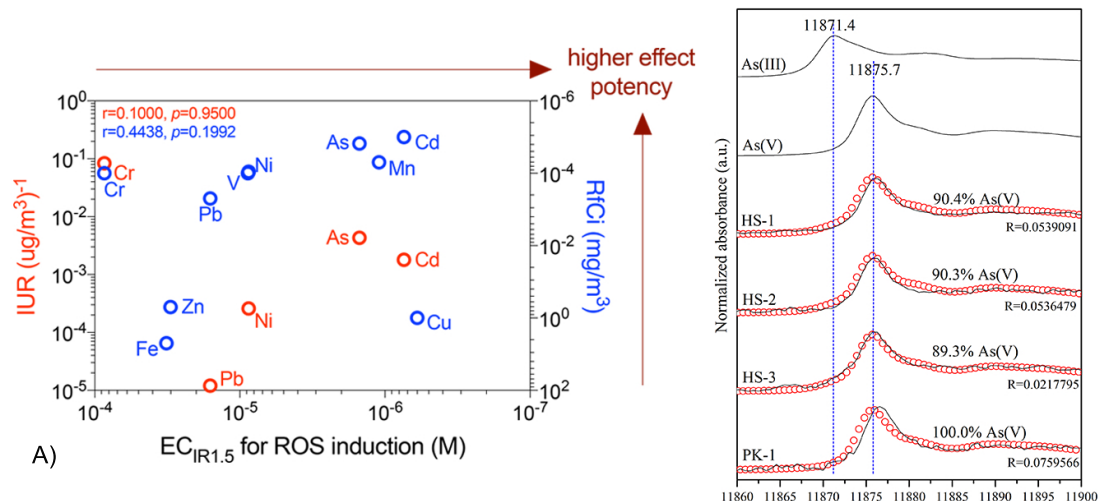 higher effect
potency
r=0.1000, p=0.9500
r=0.4438, p=0.1992
IUR (ug/m³)⁻¹
10⁰
10⁻¹
10⁻²
10⁻³
10⁻⁴
10⁻⁵
Cr
Cr
V
Ni
Pb
As
Cd
Mn
As
Cd
Zn
Ni
Cu
Fe
Pb
10⁻⁶
10⁻⁴
10⁻²
10⁰
10²
RfCi (mg/m³)
10⁻⁴
10⁻⁵
10⁻⁶
10⁻⁷
EC_IR1.5 for ROS induction (M)
A)
Normalized absorbance (a.u.)
11871.4
As(III)
11875.7
As(V)
90.4% As(V)
HS-1
R=0.0539091
90.3% As(V)
HS-2
R=0.0536479
89.3% As(V)
HS-3
R=0.0217795
100.0% As(V)
PK-1
R=0.0759566
11860 11865 11870 11875 11880 11885 11890 11895 11900